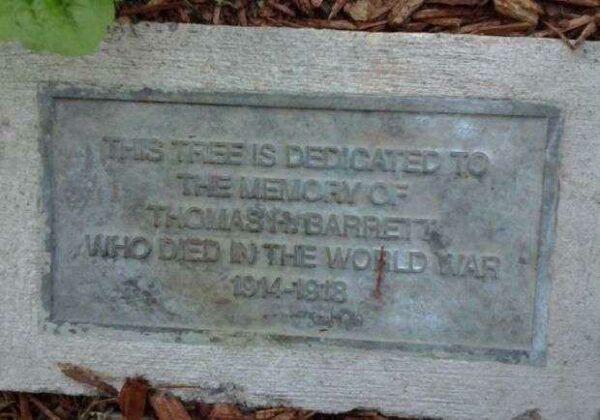 THIS TREE IS DEDICATED TO
THE MEMORY OF
THOMAS BARRETT
WHO DIED IN THE WORLD WAR
1914-1918